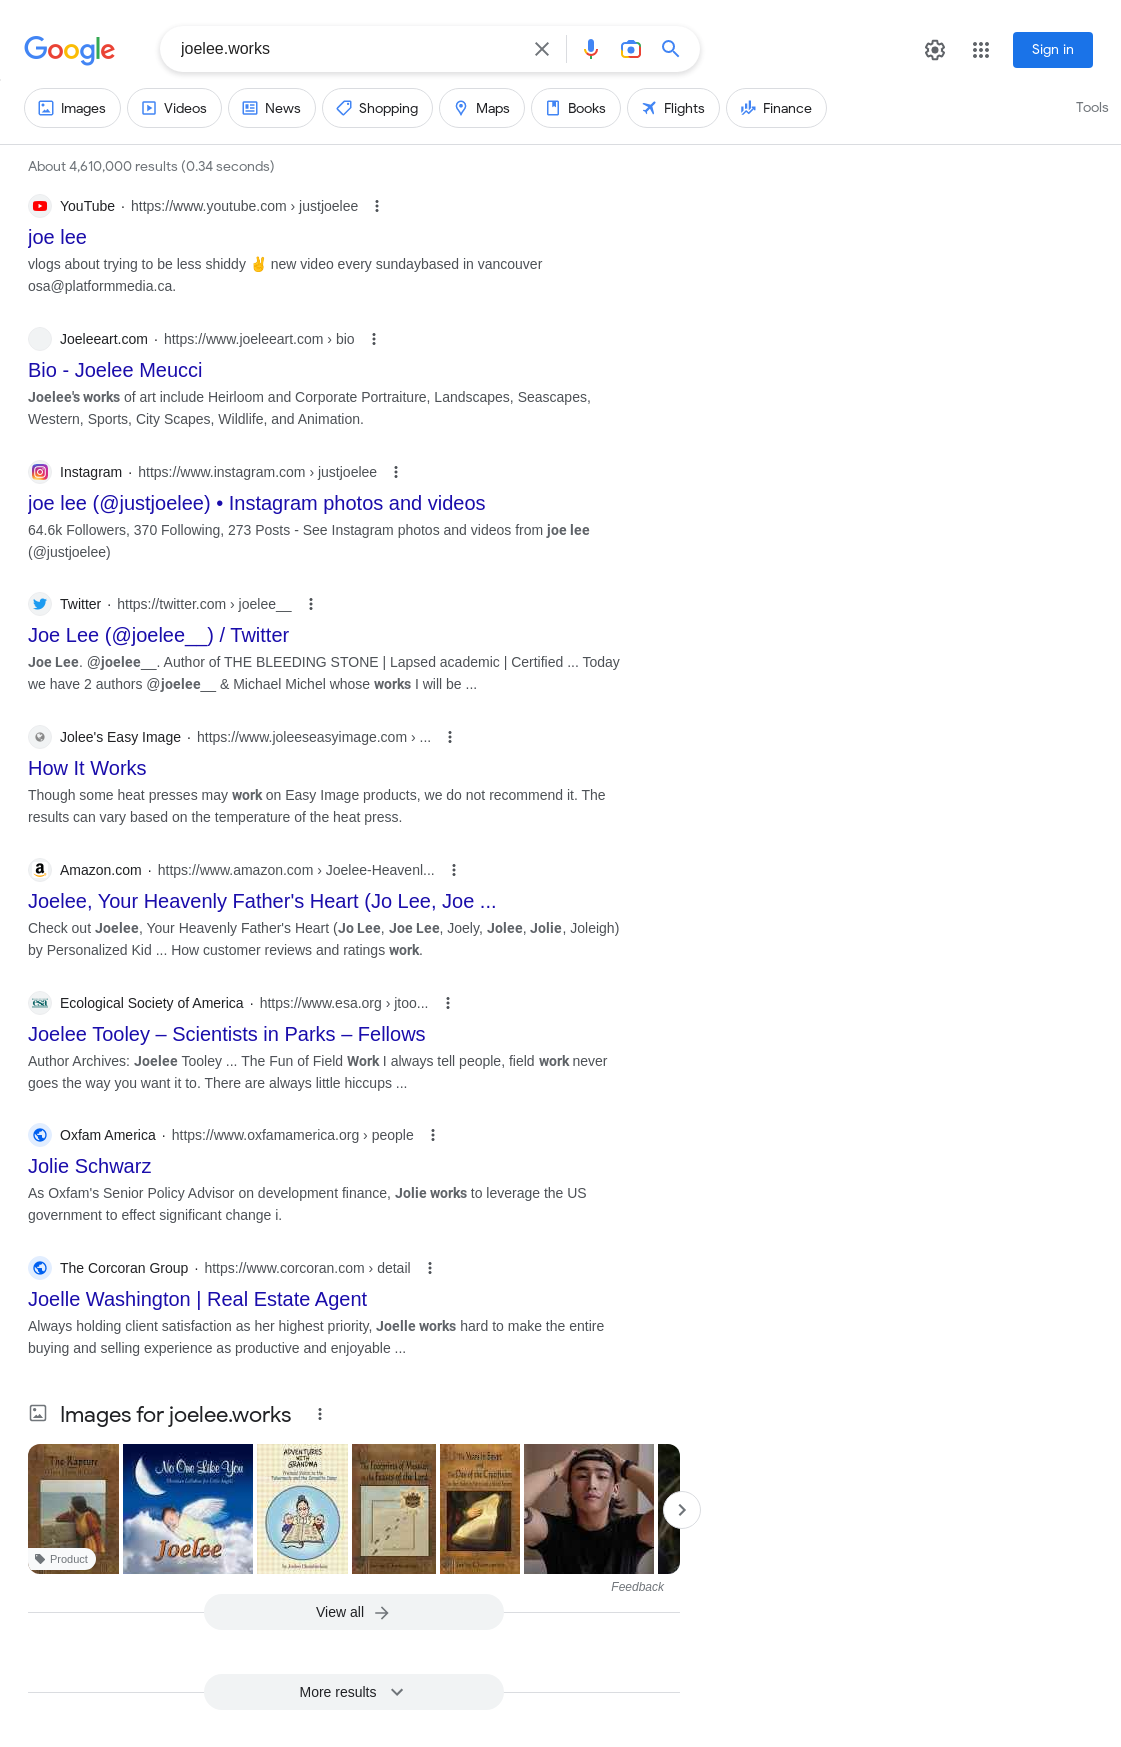 Google
joelee.works
Sign in
Images
Videos
News
Shopping
Maps
Books
Flights
Finance
Tools
About 4,610,000 results (0.34 seconds)
YouTube · https://www.youtube.com › justjoelee
joe lee
vlogs about trying to be less shiddy ✌️ new video every sundaybased in vancouver
osa@platformmedia.ca.
Joeleeart.com · https://www.joeleeart.com › bio
Bio - Joelee Meucci
Joelee's works of art include Heirloom and Corporate Portraiture, Landscapes, Seascapes,
Western, Sports, City Scapes, Wildlife, and Animation.
Instagram · https://www.instagram.com › justjoelee
joe lee (@justjoelee) • Instagram photos and videos
64.6k Followers, 370 Following, 273 Posts - See Instagram photos and videos from joe lee
(@justjoelee)
Twitter · https://twitter.com › joelee__
Joe Lee (@joelee__) / Twitter
Joe Lee. @joelee__. Author of THE BLEEDING STONE | Lapsed academic | Certified ... Today
we have 2 authors @joelee__ & Michael Michel whose works I will be ...
Jolee's Easy Image · https://www.joleeseasyimage.com › ...
How It Works
Though some heat presses may work on Easy Image products, we do not recommend it. The
results can vary based on the temperature of the heat press.
a
Amazon.com · https://www.amazon.com › Joelee-Heavenl...
Joelee, Your Heavenly Father's Heart (Jo Lee, Joe ...
Check out Joelee, Your Heavenly Father's Heart (Jo Lee, Joe Lee, Joely, Jolee, Jolie, Joleigh)
by Personalized Kid ... How customer reviews and ratings work.
esa
Ecological Society of America · https://www.esa.org › jtoo...
Joelee Tooley – Scientists in Parks – Fellows
Author Archives: Joelee Tooley ... The Fun of Field Work I always tell people, field work never
goes the way you want it to. There are always little hiccups ...
Oxfam America · https://www.oxfamamerica.org › people
Jolie Schwarz
As Oxfam's Senior Policy Advisor on development finance, Jolie works to leverage the US
government to effect significant change i.
The Corcoran Group · https://www.corcoran.com › detail
Joelle Washington | Real Estate Agent
Always holding client satisfaction as her highest priority, Joelle works hard to make the entire
buying and selling experience as productive and enjoyable ...
Images for joelee.works
The Rapture
Product
No One Like You
Joelee
ADVENTURES
WITH
GRANDMA
The Footprints of Messiah
in the Feasts of the Lord
The Day of the Crucifixion
Feedback
View all
More results